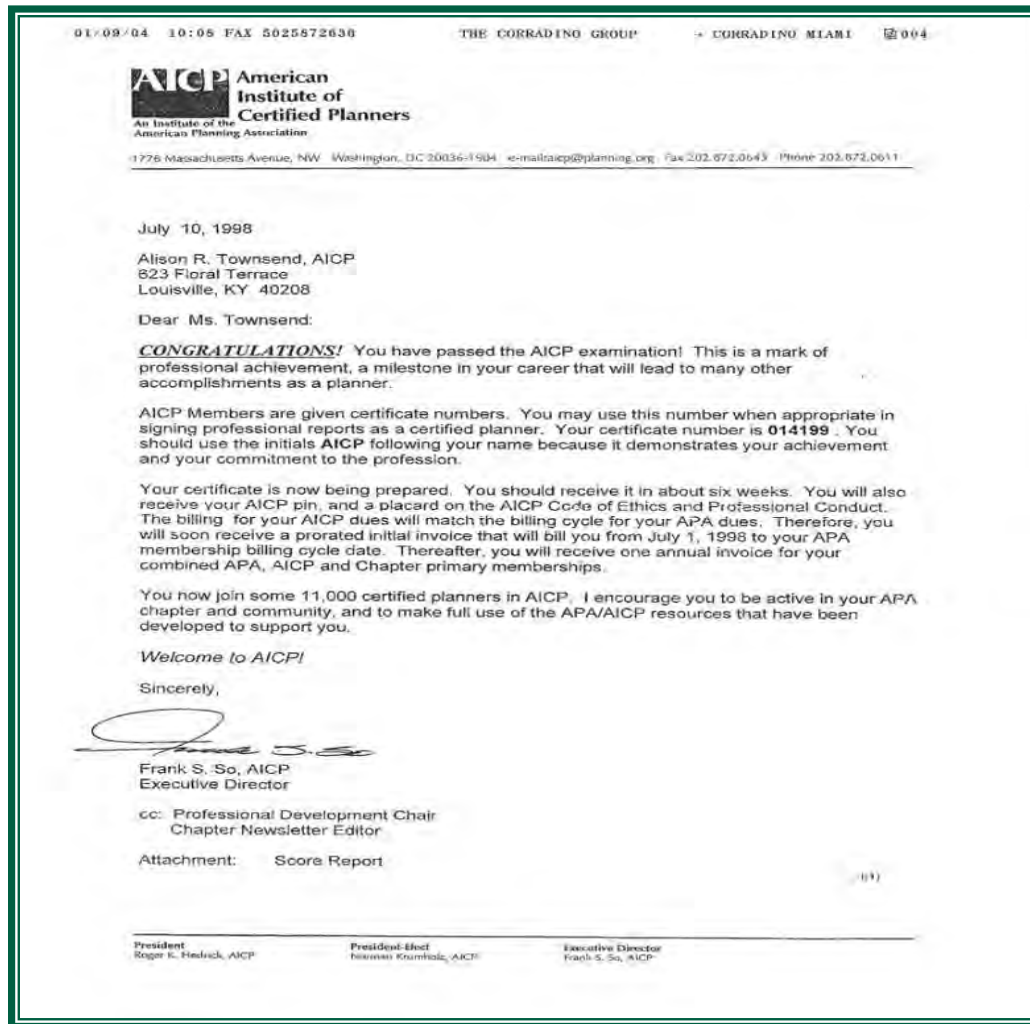 01/09/04 10:08 FAX 5025872636 THE CORRADINO GROUP → CORRADINO MIAMI 004
AICP American
Institute of
Certified Planners
An Institute of the
American Planning Association
1776 Massachusetts Avenue, NW Washington, DC 20036-1904 e-mail:aicp@planning.org Fax 202.872.0643 Phone 202.872.0611
July 10, 1998
Alison R. Townsend, AICP
623 Floral Terrace
Louisville, KY 40208
Dear Ms. Townsend:
CONGRATULATIONS! You have passed the AICP examination! This is a mark of
professional achievement, a milestone in your career that will lead to many other
accomplishments as a planner.
AICP Members are given certificate numbers. You may use this number when appropriate in
signing professional reports as a certified planner. Your certificate number is 014199 . You
should use the initials AICP following your name because it demonstrates your achievement
and your commitment to the profession.
Your certificate is now being prepared. You should receive it in about six weeks. You will also
receive your AICP pin, and a placard on the AICP Code of Ethics and Professional Conduct.
The billing for your AICP dues will match the billing cycle for your APA dues. Therefore, you
will soon receive a prorated initial invoice that will bill you from July 1, 1998 to your APA
membership billing cycle date. Thereafter, you will receive one annual invoice for your
combined APA, AICP and Chapter primary memberships.
You now join some 11,000 certified planners in AICP. I encourage you to be active in your APA
chapter and community, and to make full use of the APA/AICP resources that have been
developed to support you.
Welcome to AICP!
Sincerely,
Frank S. So
Frank S. So, AICP
Executive Director
cc: Professional Development Chair
Chapter Newsletter Editor
Attachment: Score Report
President President-Elect Executive Director
Roger K. Hedrick, AICP Norman Krumholz, AICP Frank S. So, AICP